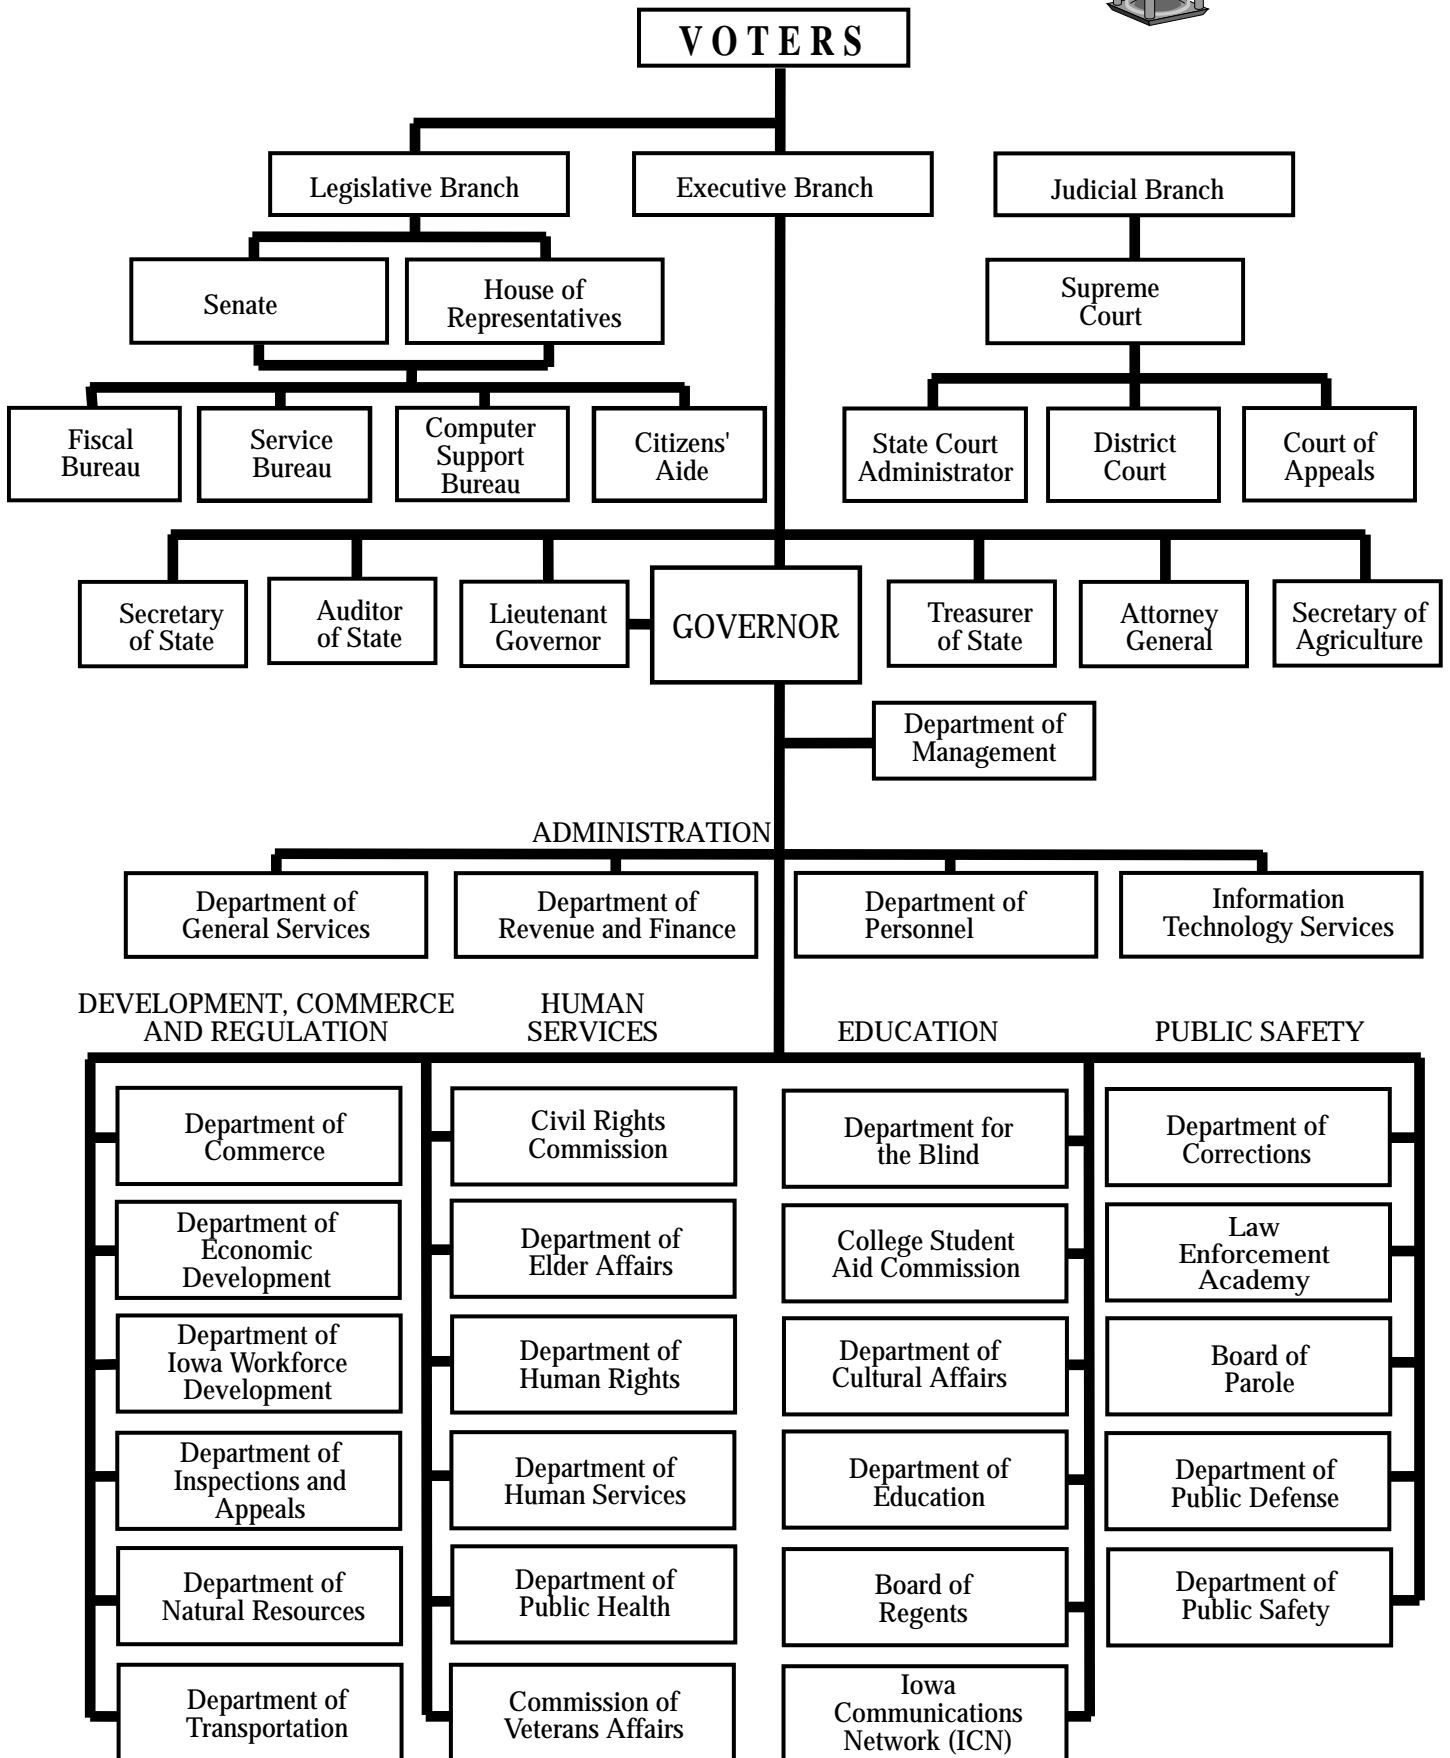 VOTERS
Legislative Branch
Executive Branch
Judicial Branch
Senate
House of
Representatives
Supreme
Court
Fiscal
Bureau
Service
Bureau
Computer
Support
Bureau
Citizens'
Aide
State Court
Administrator
District
Court
Court of
Appeals
Secretary
of State
Auditor
of State
Lieutenant
Governor
GOVERNOR
Treasurer
of State
Attorney
General
Secretary of
Agriculture
Department of
Management
ADMINISTRATION
Department of
General Services
Department of
Revenue and Finance
Department of
Personnel
Information
Technology Services
DEVELOPMENT, COMMERCE
AND REGULATION
Department of
Commerce
Department of
Economic
Development
Department of
Iowa Workforce
Development
Department of
Inspections and
Appeals
Department of
Natural Resources
Department of
Transportation
HUMAN
SERVICES
Civil Rights
Commission
Department of
Elder Affairs
Department of
Human Rights
Department of
Human Services
Department of
Public Health
Commission of
Veterans Affairs
EDUCATION
Department for
the Blind
College Student
Aid Commission
Department of
Cultural Affairs
Department of
Education
Board of
Regents
Iowa
Communications
Network (ICN)
PUBLIC SAFETY
Department of
Corrections
Law
Enforcement
Academy
Board of
Parole
Department of
Public Defense
Department of
Public Safety